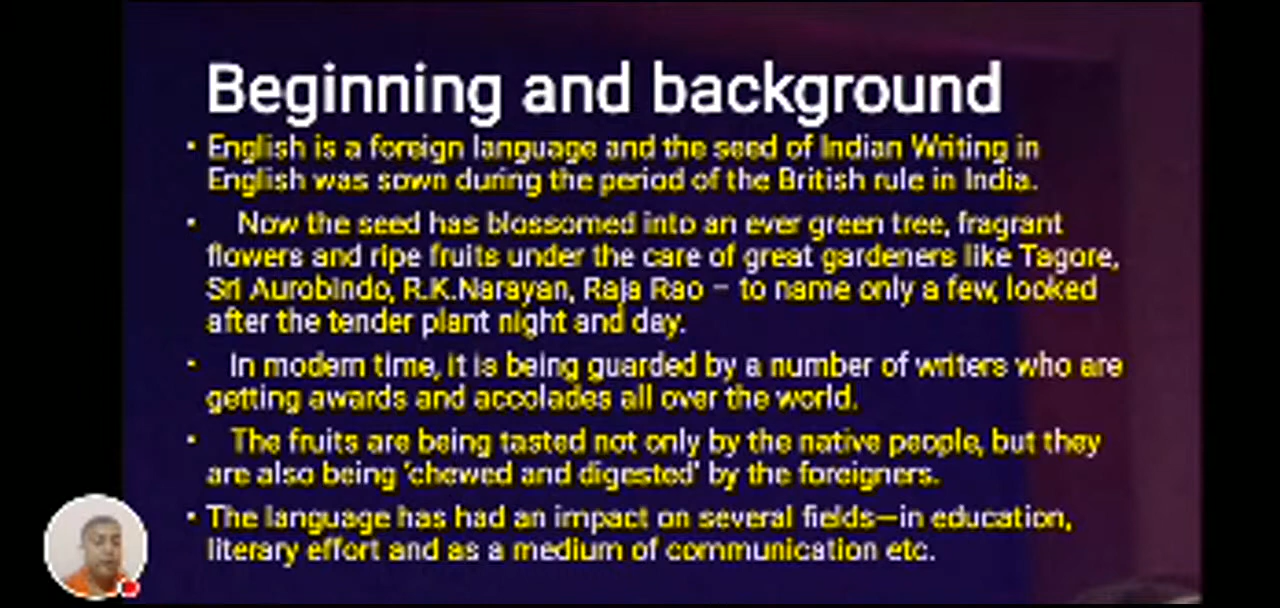 Beginning and background
• English is a foreign language and the seed of Indian Writing in
English was sown during the period of the British rule in India.
• Now the seed has blossomed into an ever green tree, fragrant
flowers and ripe fruits under the care of great gardeners like Tagore,
Sri Aurobindo, R.K.Narayan, Raja Rao – to name only a few, looked
after the tender plant night and day.
• In modern time, it is being guarded by a number of writers who are
getting awards and accolades all over the world.
• The fruits are being tasted not only by the native people, but they
are also being 'chewed and digested' by the foreigners.
• The language has had an impact on several fields—in education,
literary effort and as a medium of communication etc.